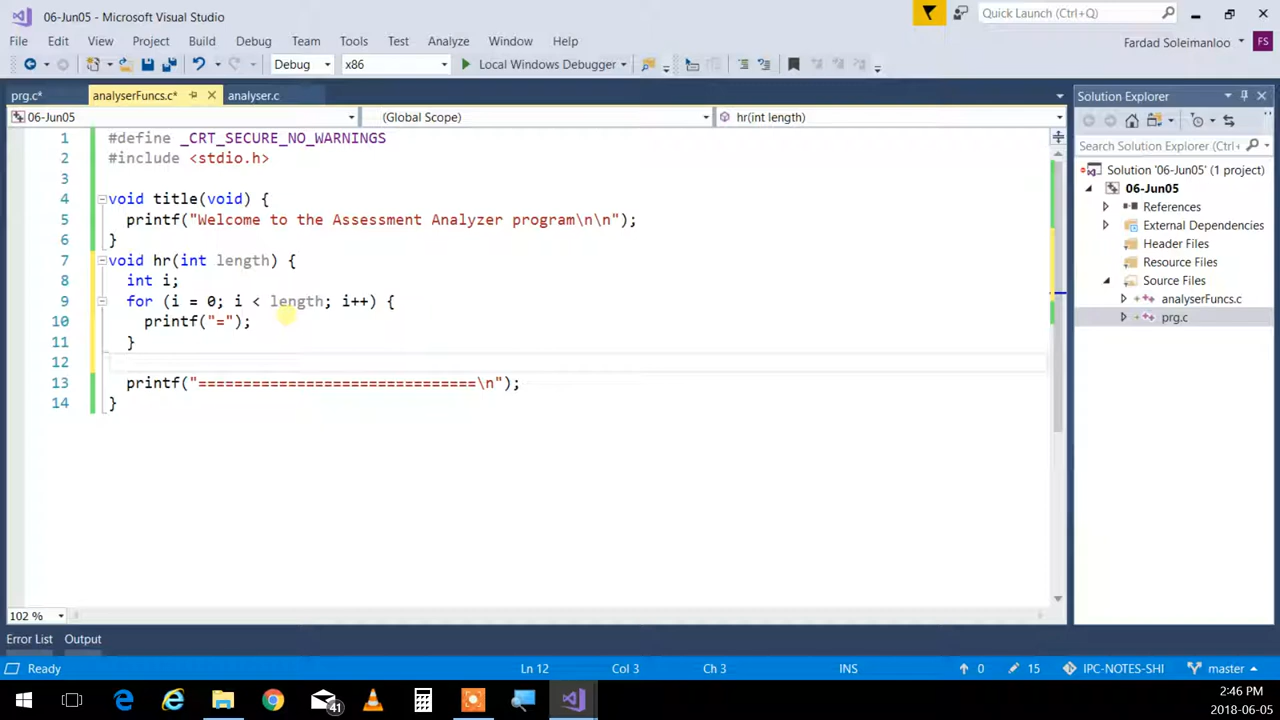 06-Jun05 - Microsoft Visual Studio
Quick Launch (Ctrl+Q)
File Edit View Project Build Debug Team Tools Test Analyze Window Help
Fardad Soleimanloo FS
Debug x86 Local Windows Debugger
prg.c* analyserFuncs.c* analyser.c
06-Jun05 (Global Scope) hr(int length)
1 #define _CRT_SECURE_NO_WARNINGS
2 #include <stdio.h>
3
4 void title(void) {
5 printf("Welcome to the Assessment Analyzer program\n\n");
6 }
7 void hr(int length) {
8 int i;
9 for (i = 0; i < length; i++) {
10 printf("=");
11 }
12
13 printf("===============================\n");
14 }
102 %
Solution Explorer
Search Solution Explorer (Ctrl+;)
Solution '06-Jun05' (1 project)
06-Jun05
References
External Dependencies
Header Files
Resource Files
Source Files
analyserFuncs.c
prg.c
Error List Output
Ready Ln 12 Col 3 Ch 3 INS 0 15 IPC-NOTES-SHI master
41
2:46 PM
2018-06-05